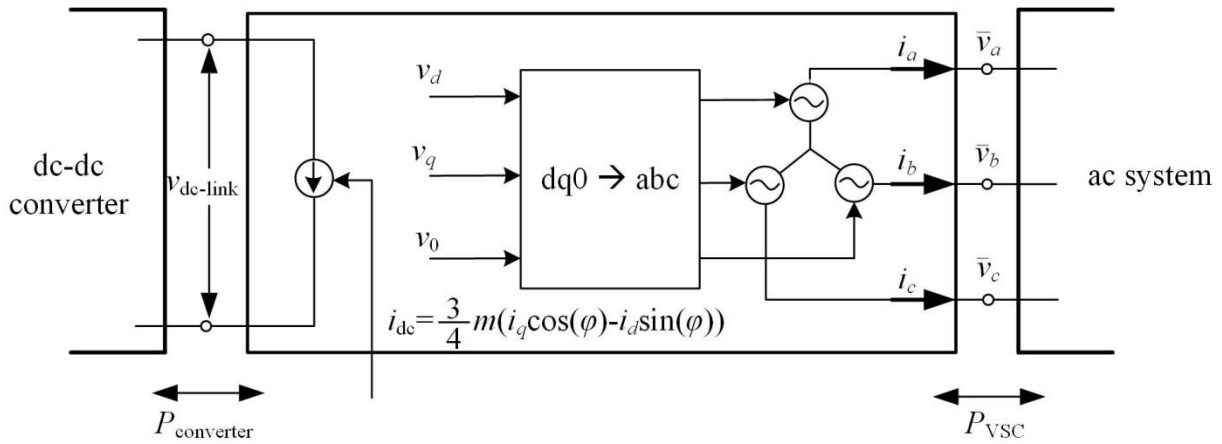 dc-dc
converter
v_dc-link
v_d
v_q
v_0
dq0 → abc
i_dc=3/4 m(i_q cos(φ)-i_d sin(φ))
i_a
i_b
i_c
v̄_a
v̄_b
v̄_c
ac system
P_converter
P_VSC